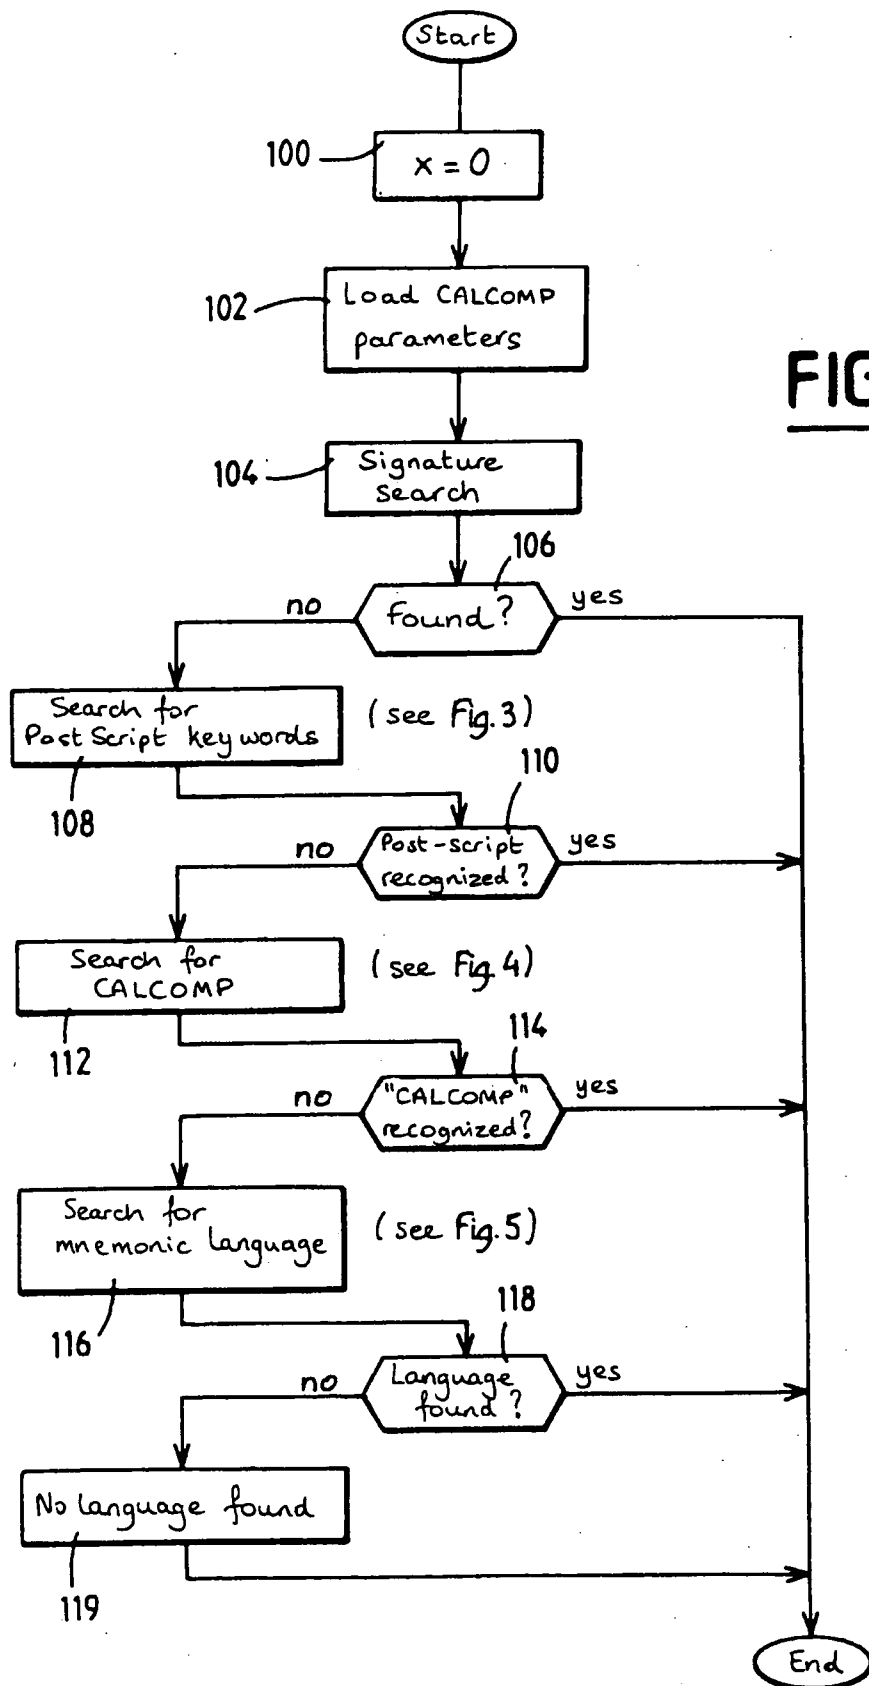 Start
100
x = 0
102
Load CALCOMP
parameters
FIG
104
Signature
search
106
no
Found?
yes
Search for
PostScript keywords
(see Fig. 3)
108
110
no
Post-script
recognized?
yes
Search for
CALCOMP
(see Fig. 4)
112
114
no
"CALCOMP"
recognized?
yes
Search for
mnemonic language
(see Fig. 5)
116
118
no
Language
found?
yes
No language found
119
End